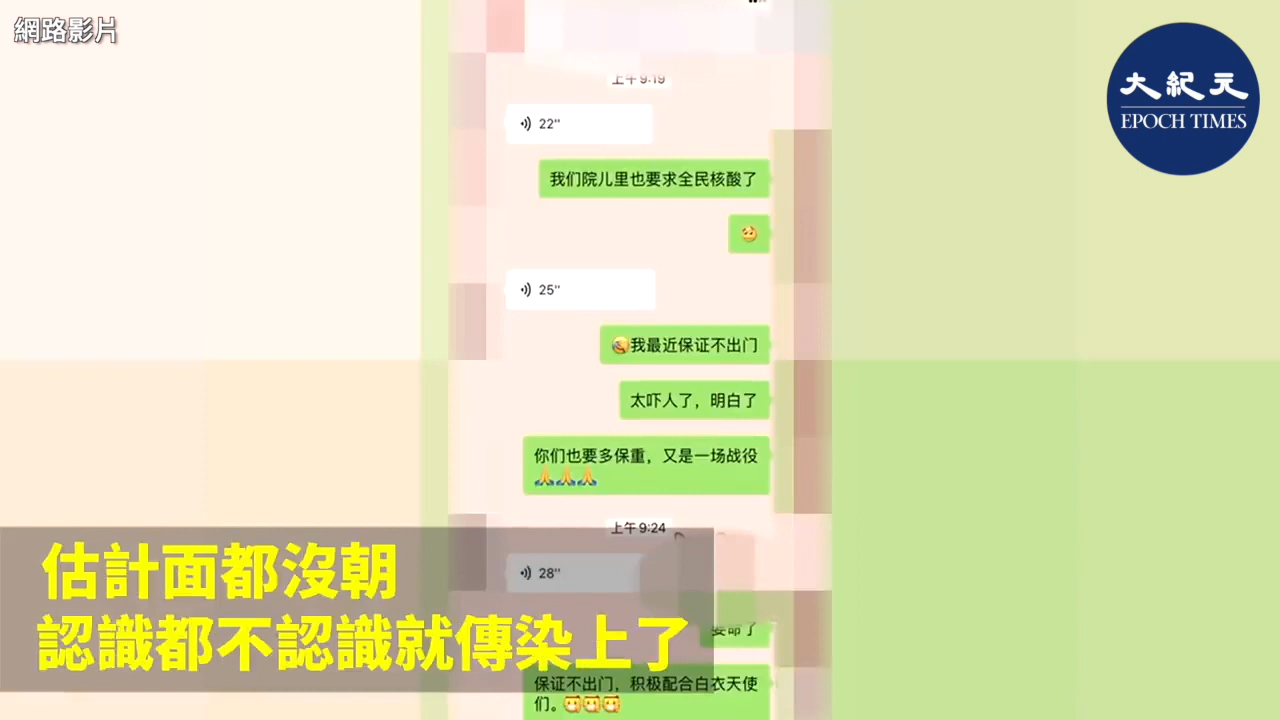 網路影片
大紀元
EPOCH TIMES
上午 9:19
22"
我们院儿里也要求全民核酸了
25"
我最近保证不出门
太吓人了，明白了
你们也要多保重，又是一场战役
上午 9:24
28"
要命了
估計面都沒朝
認識都不認識就傳染上了
保证不出门，积极配合白衣天使
们。